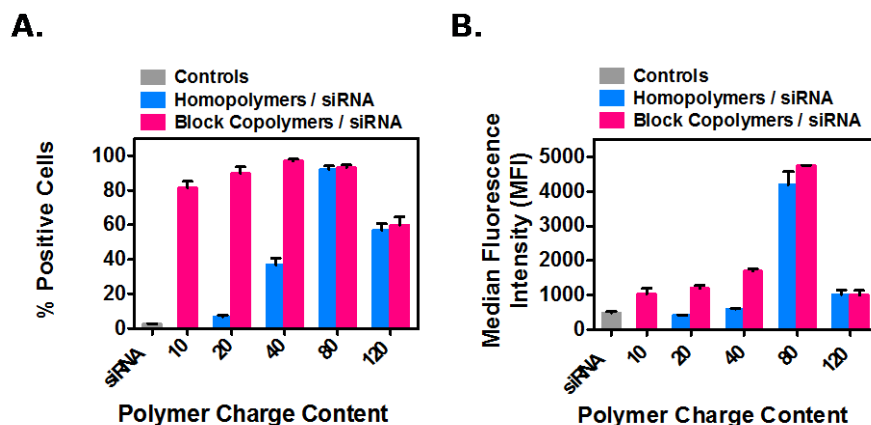 A.
Controls
Homopolymers / siRNA
Block Copolymers / siRNA
% Positive Cells
100
80
60
40
20
0
siRNA
10
20
40
80
120
Polymer Charge Content
B.
Controls
Homopolymers / siRNA
Block Copolymers / siRNA
Median Fluorescence
Intensity (MFI)
5000
4000
3000
2000
1000
0
siRNA
10
20
40
80
120
Polymer Charge Content